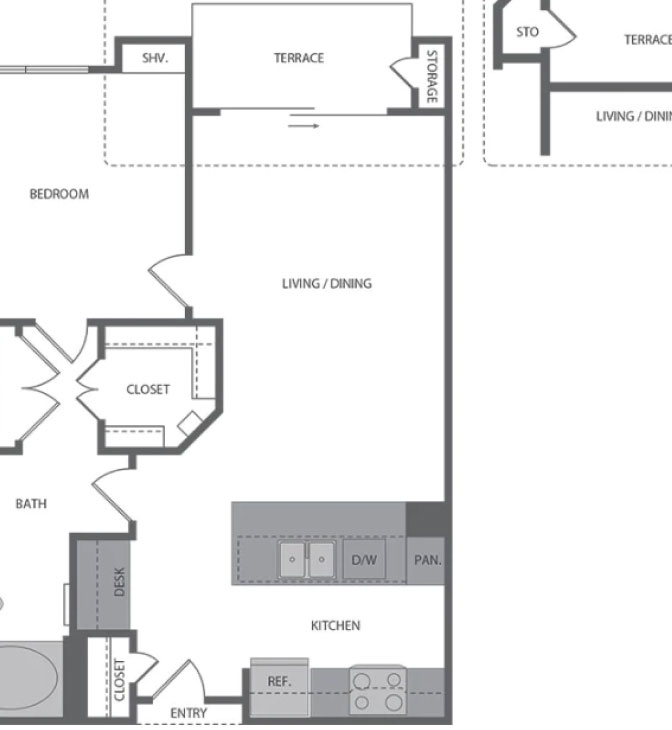 SHV.
TERRACE
STORAGE
STO
TERRACE
LIVING / DININ
BEDROOM
LIVING / DINING
CLOSET
BATH
DESK
D/W
PAN.
KITCHEN
CLOSET
REF.
ENTRY